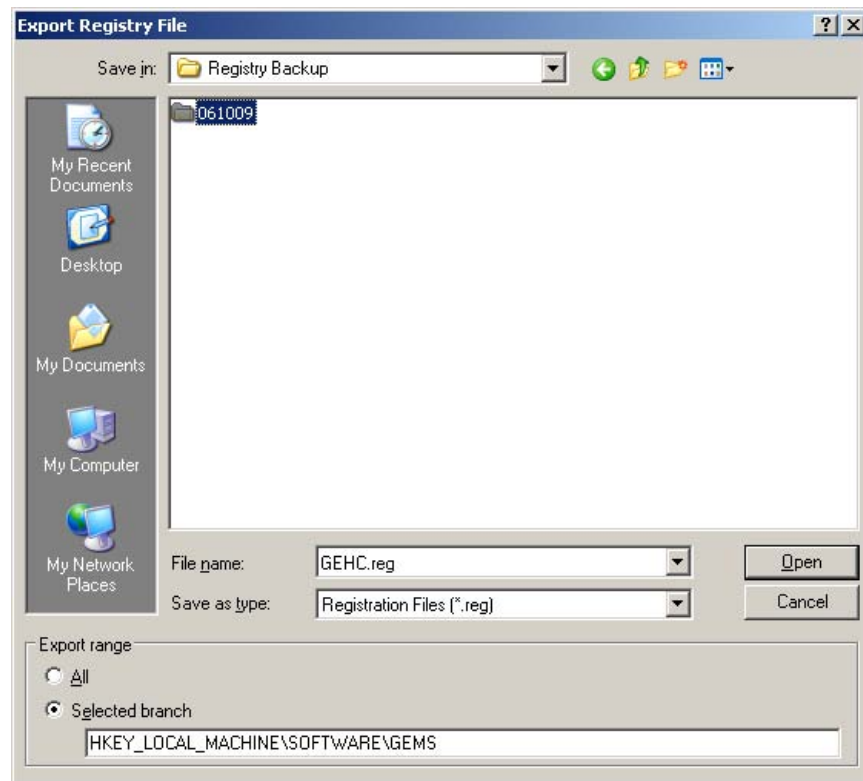 Export Registry File
Save in: Registry Backup
061009
My Recent
Documents
Desktop
My Documents
My Computer
My Network
Places
File name: GEHC.reg Open
Save as type: Registration Files (*.reg) Cancel
Export range
All
Selected branch
HKEY_LOCAL_MACHINE\SOFTWARE\GEMS